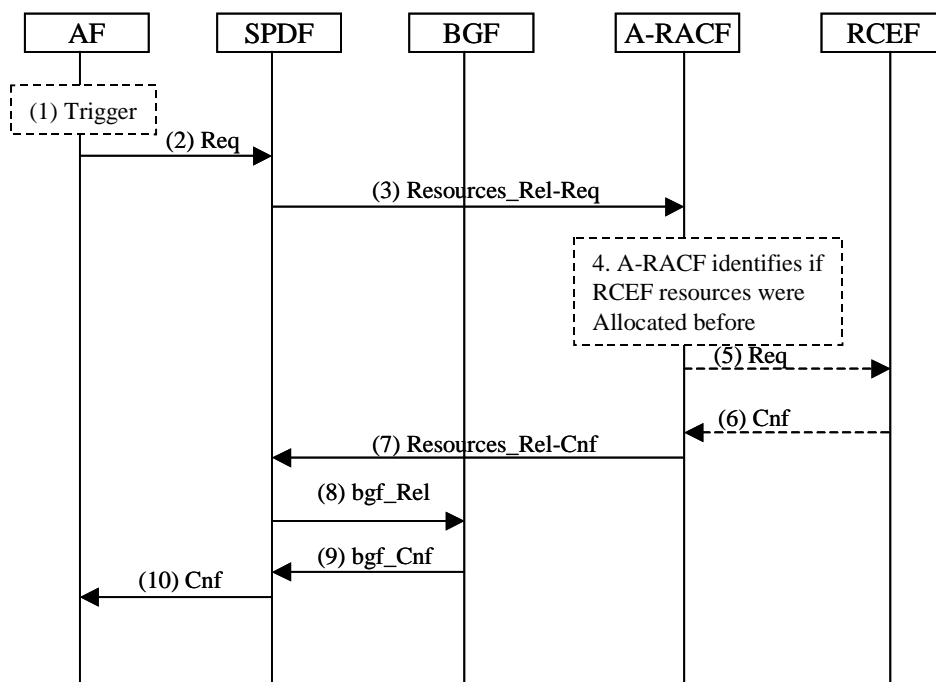 AF
SPDF
BGF
A-RACF
RCEF
(1) Trigger
(2) Req
(3) Resources_Rel-Req
4. A-RACF identifies if
RCEF resources were
Allocated before
(5) Req
(6) Cnf
(7) Resources_Rel-Cnf
(8) bgf_Rel
(9) bgf_Cnf
(10) Cnf